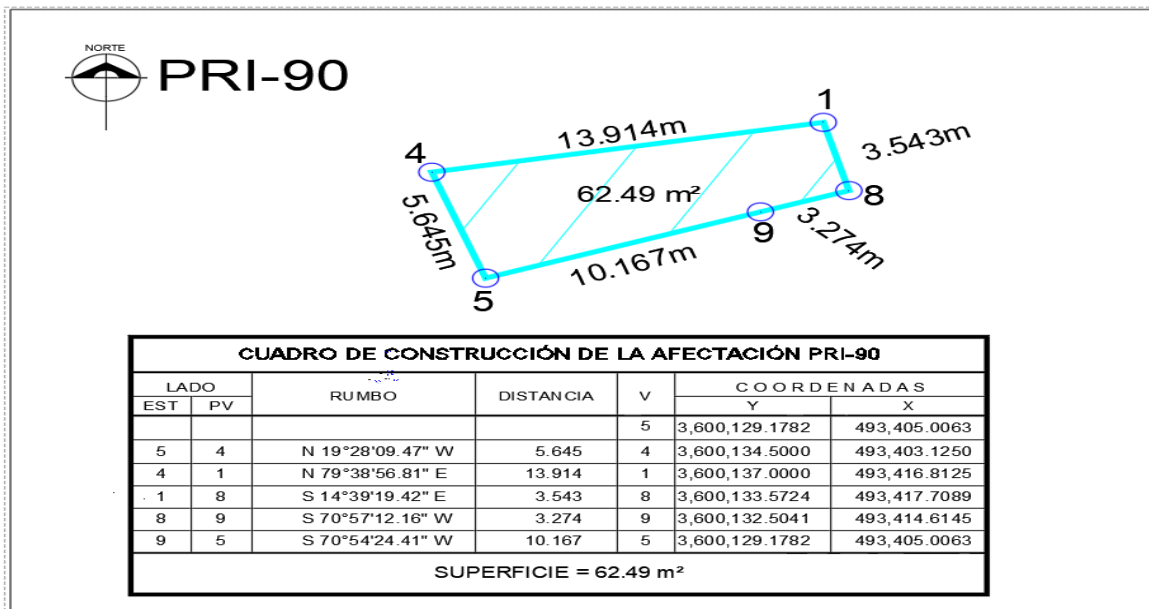 NORTE
PRI-90
1
13.914m
3.543m
4
62.49 m²
8
5.645m
9
3.274m
10.167m
5
CUADRO DE CONSTRUCCIÓN DE LA AFECTACIÓN PRI-90
LADO RUMBO DISTANCIA V COORDENADAS
EST PV Y X
5 3,600,129.1782 493,405.0063
5 4 N 19°28'09.47" W 5.645 4 3,600,134.5000 493,403.1250
4 1 N 79°38'56.81" E 13.914 1 3,600,137.0000 493,416.8125
1 8 S 14°39'19.42" E 3.543 8 3,600,133.5724 493,417.7089
8 9 S 70°57'12.16" W 3.274 9 3,600,132.5041 493,414.6145
9 5 S 70°54'24.41" W 10.167 5 3,600,129.1782 493,405.0063
SUPERFICIE = 62.49 m²